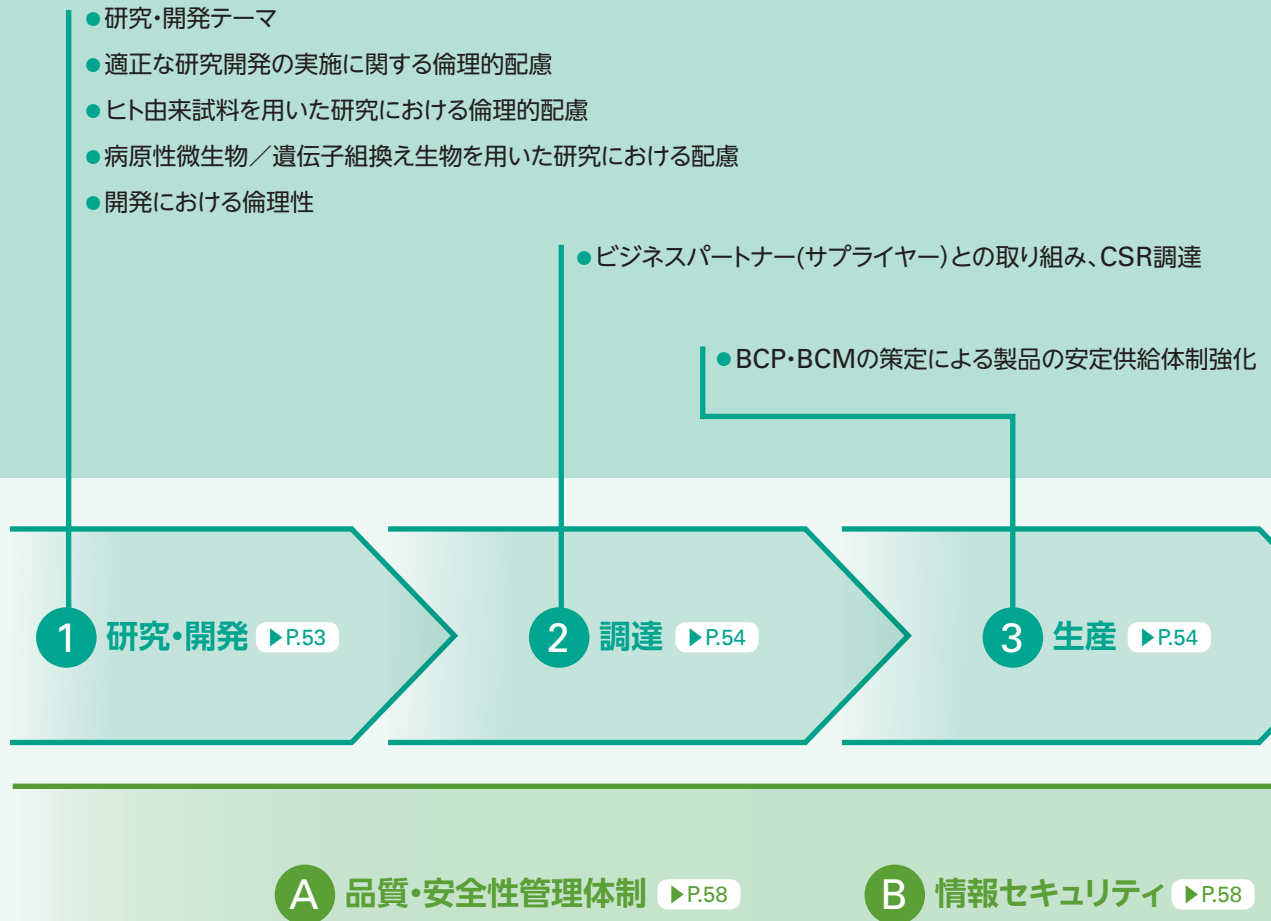 ●研究・開発テーマ
●適正な研究開発の実施に関する倫理的配慮
●ヒト由来試料を用いた研究における倫理的配慮
●病原性微生物／遺伝子組換え生物を用いた研究における配慮
●開発における倫理性
●ビジネスパートナー(サプライヤー)との取り組み、CSR調達
●BCP・BCMの策定による製品の安定供給体制強化
1 研究・開発 ▶P.53
2 調達 ▶P.54
3 生産 ▶P.54
A 品質・安全性管理体制 ▶P.58
B 情報セキュリティ ▶P.58